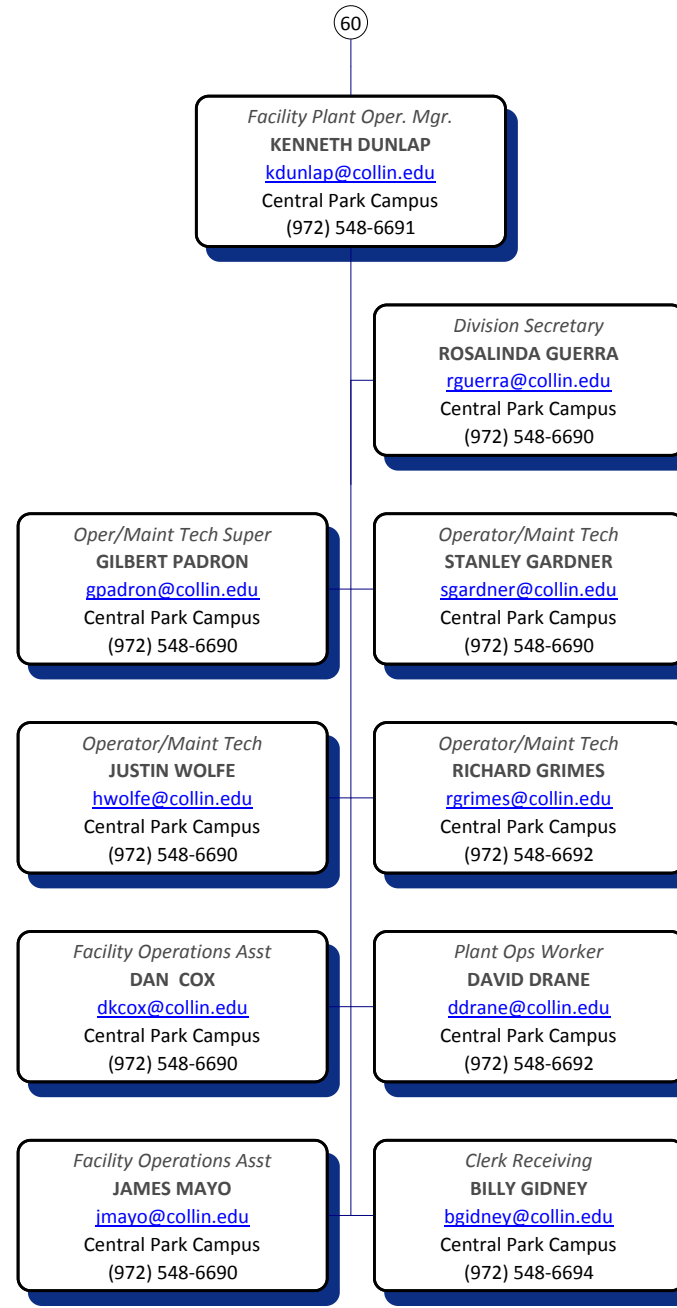 60
Facility Plant Oper. Mgr.
KENNETH DUNLAP
kdunlap@collin.edu
Central Park Campus
(972) 548-6691
Division Secretary
ROSALINDA GUERRA
rguerra@collin.edu
Central Park Campus
(972) 548-6690
Oper/Maint Tech Super
GILBERT PADRON
gpadron@collin.edu
Central Park Campus
(972) 548-6690
Operator/Maint Tech
STANLEY GARDNER
sgardner@collin.edu
Central Park Campus
(972) 548-6690
Operator/Maint Tech
JUSTIN WOLFE
hwolfe@collin.edu
Central Park Campus
(972) 548-6690
Operator/Maint Tech
RICHARD GRIMES
rgrimes@collin.edu
Central Park Campus
(972) 548-6692
Facility Operations Asst
DAN  COX
dkcox@collin.edu
Central Park Campus
(972) 548-6690
Plant Ops Worker
DAVID DRANE
ddrane@collin.edu
Central Park Campus
(972) 548-6692
Facility Operations Asst
JAMES MAYO
jmayo@collin.edu
Central Park Campus
(972) 548-6690
Clerk Receiving
BILLY GIDNEY
bgidney@collin.edu
Central Park Campus
(972) 548-6694